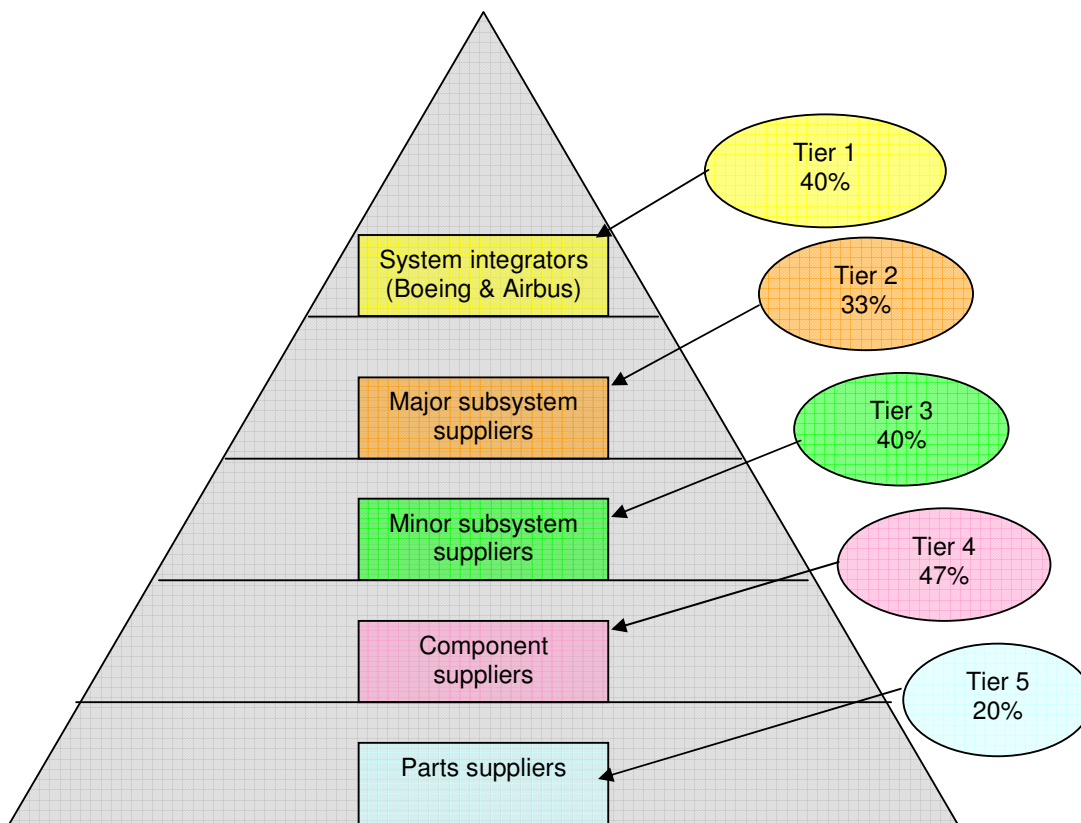 Tier 1
40%
System integrators
(Boeing & Airbus)
Tier 2
33%
Major subsystem
suppliers
Tier 3
40%
Minor subsystem
suppliers
Tier 4
47%
Component
suppliers
Tier 5
20%
Parts suppliers